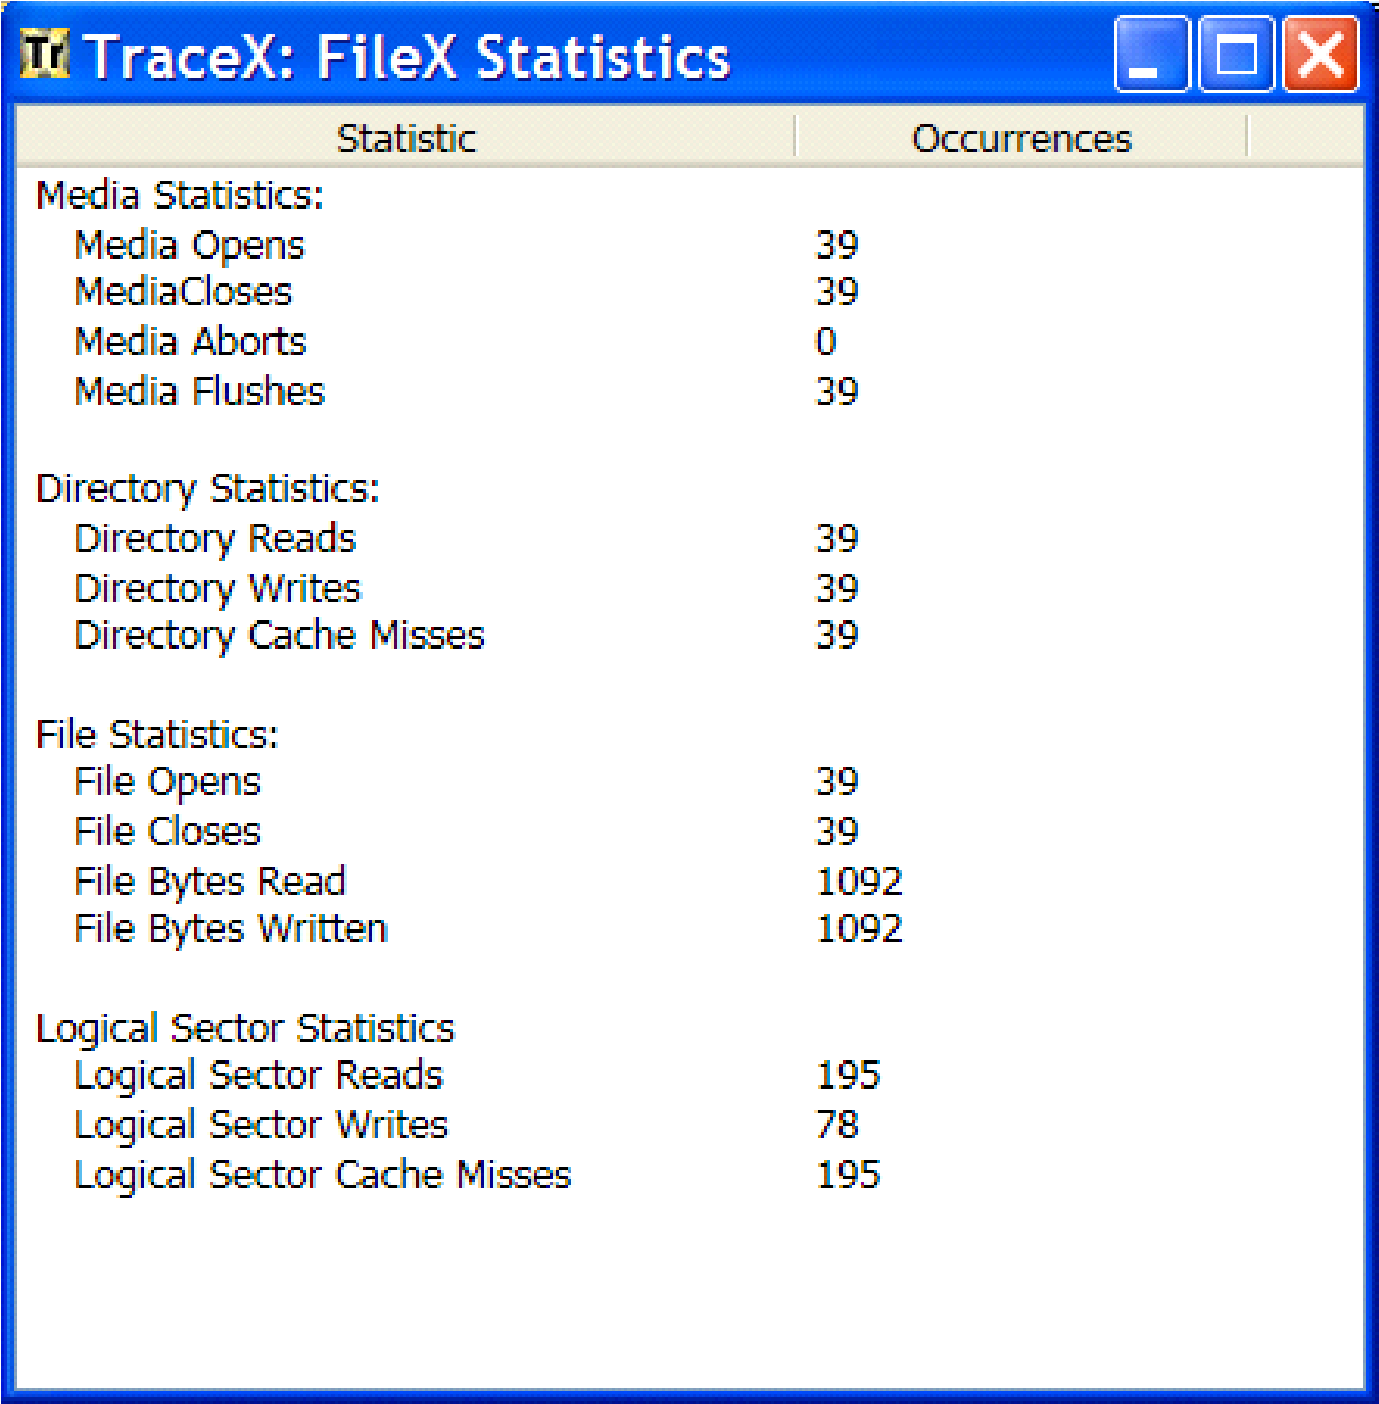 Tr TraceX: FileX Statistics
Statistic Occurrences
Media Statistics:
Media Opens 39
MediaCloses 39
Media Aborts 0
Media Flushes 39
Directory Statistics:
Directory Reads 39
Directory Writes 39
Directory Cache Misses 39
File Statistics:
File Opens 39
File Closes 39
File Bytes Read 1092
File Bytes Written 1092
Logical Sector Statistics
Logical Sector Reads 195
Logical Sector Writes 78
Logical Sector Cache Misses 195